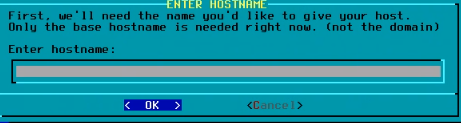 ENTER HOSTNAME
First, we'll need the name you'd like to give your host.
Only the base hostname is needed right now. (not the domain)
Enter hostname:
< OK > <Cancel>